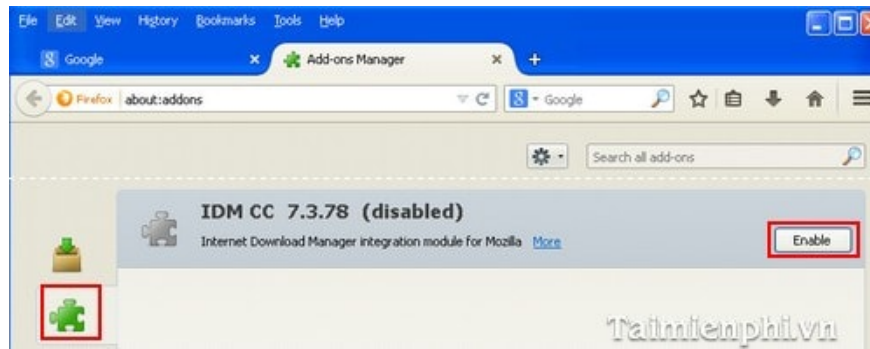 File Edit View History Bookmarks Tools Help
Google Add-ons Manager
Firefox about:addons Google
Search all add-ons
IDM CC 7.3.78 (disabled)
Internet Download Manager integration module for Mozilla More
Enable
Taimienphi.vn